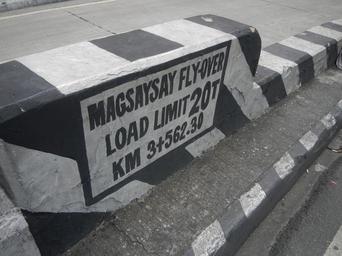 MAGSAYSAY FLY-OVER
LOAD LIMIT 20T
KM 3+562.30